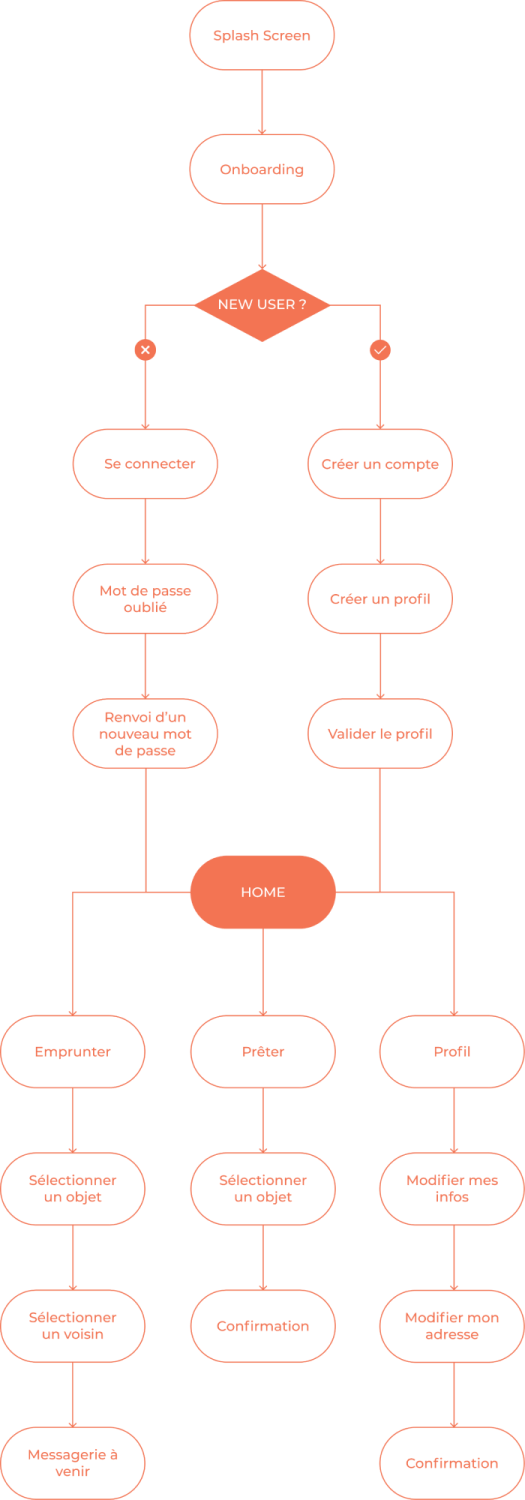 Splash Screen
Onboarding
NEW USER ?
Se connecter
Créer un compte
Mot de passe
oublié
Créer un profil
Renvoi d'un
nouveau mot
de passe
Valider le profil
HOME
Emprunter
Prêter
Profil
Sélectionner
un objet
Sélectionner
un objet
Modifier mes
infos
Sélectionner
un voisin
Confirmation
Modifier mon
adresse
Messagerie à
venir
Confirmation